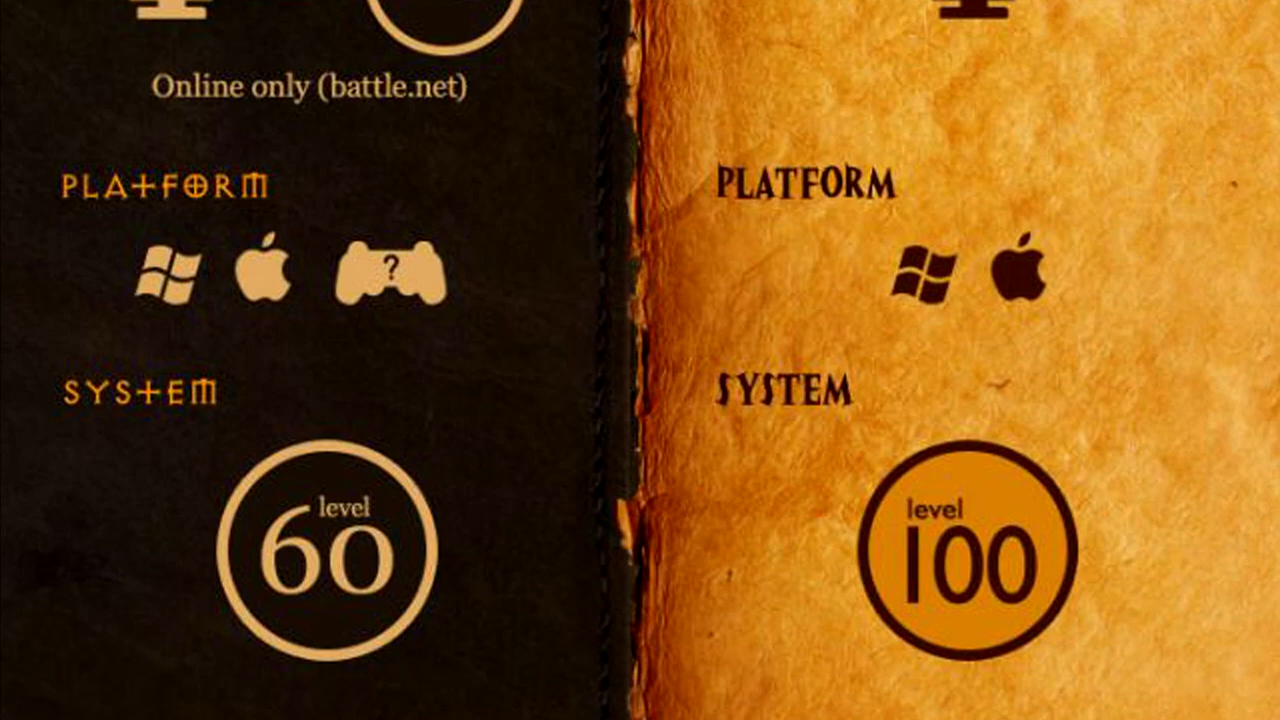 Online only (battle.net)
PLATFORM
?
SYSTEM
level
60
PLATFORM
SYSTEM
level
100